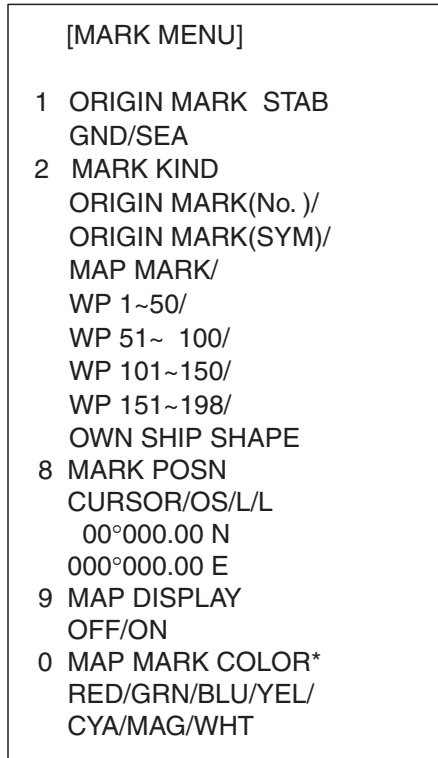 [MARK MENU]
1 ORIGIN MARK STAB
GND/SEA
2 MARK KIND
ORIGIN MARK(No. )/
ORIGIN MARK(SYM)/
MAP MARK/
WP 1~50/
WP 51~ 100/
WP 101~150/
WP 151~198/
OWN SHIP SHAPE
8 MARK POSN
CURSOR/OS/L/L
00°000.00 N
000°000.00 E
9 MAP DISPLAY
OFF/ON
0 MAP MARK COLOR*
RED/GRN/BLU/YEL/
CYA/MAG/WHT